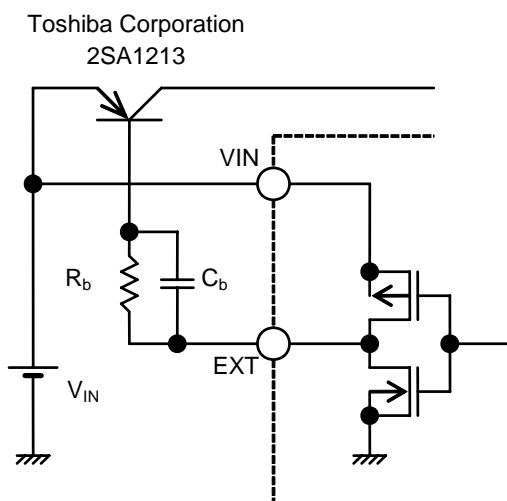 Toshiba Corporation
2SA1213
VIN
Rb
Cb
EXT
VIN